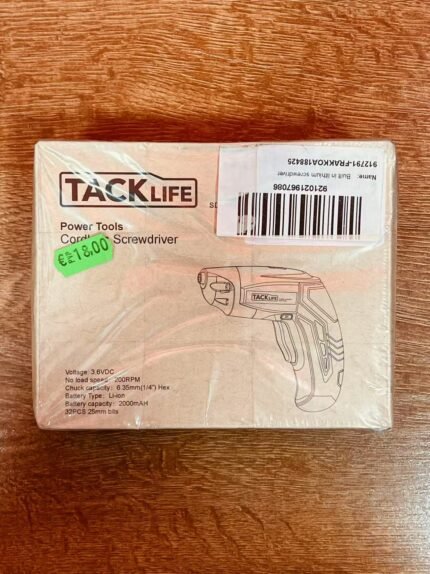 TACKLIFE
Power Tools
Screwdriver
€ 18,00
TACKLIFE
Voltage: 3.6VDC
No load speed: 200RPM
Chuck capacity: 6.35mm(1/4") Hex
Battery Type: Li-ion
Battery capacity: 2000mAH
32PCS 25mm bits
921021967086
Name: Built in lithium screwdriver
912791-FRAKKOA188425